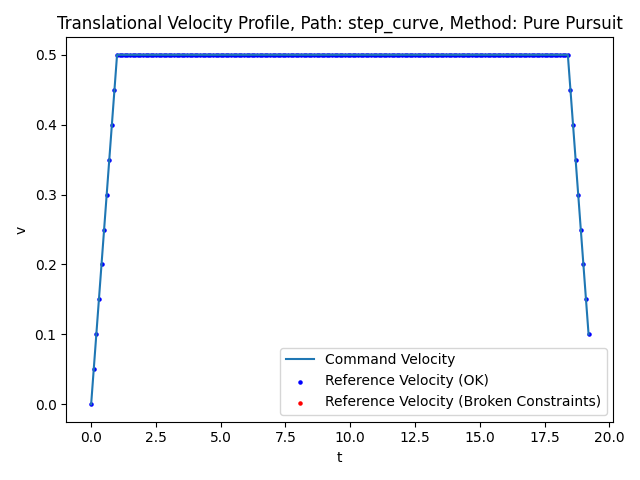 Translational Velocity Profile, Path: step_curve, Method: Pure Pursuit
0.5
0.4
0.3
0.2
0.1
0.0
v
Command Velocity
Reference Velocity (OK)
Reference Velocity (Broken Constraints)
0.0 2.5 5.0 7.5 10.0 12.5 15.0 17.5 20.0
t